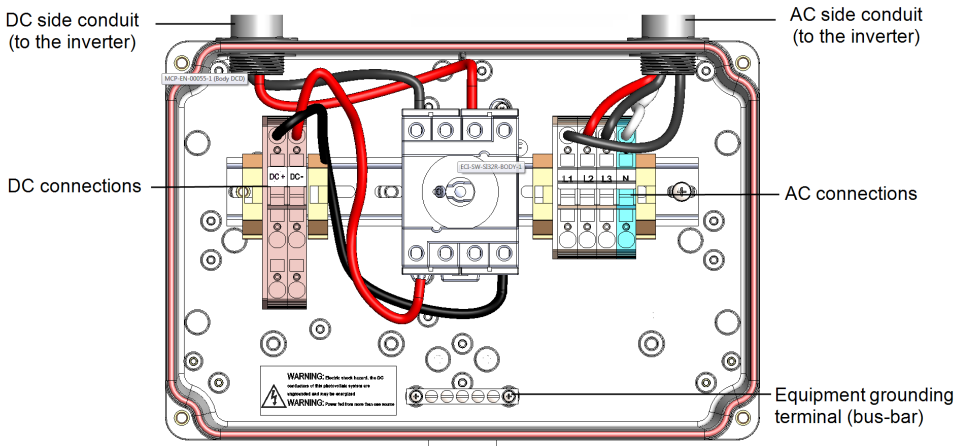 DC side conduit
(to the inverter)
AC side conduit
(to the inverter)
MCP-EN-00055-1 (Body DCD)
ECI-SW-SI32R-BODY-1
DC connections
DC + DC-
L1 L2 L3 N
AC connections
WARNING: Electric shock hazard. the DC
conductors of this photovoltaic system are
ungrounded and may be energized
WARNING: Power fed from more than one source
Equipment grounding
terminal (bus-bar)